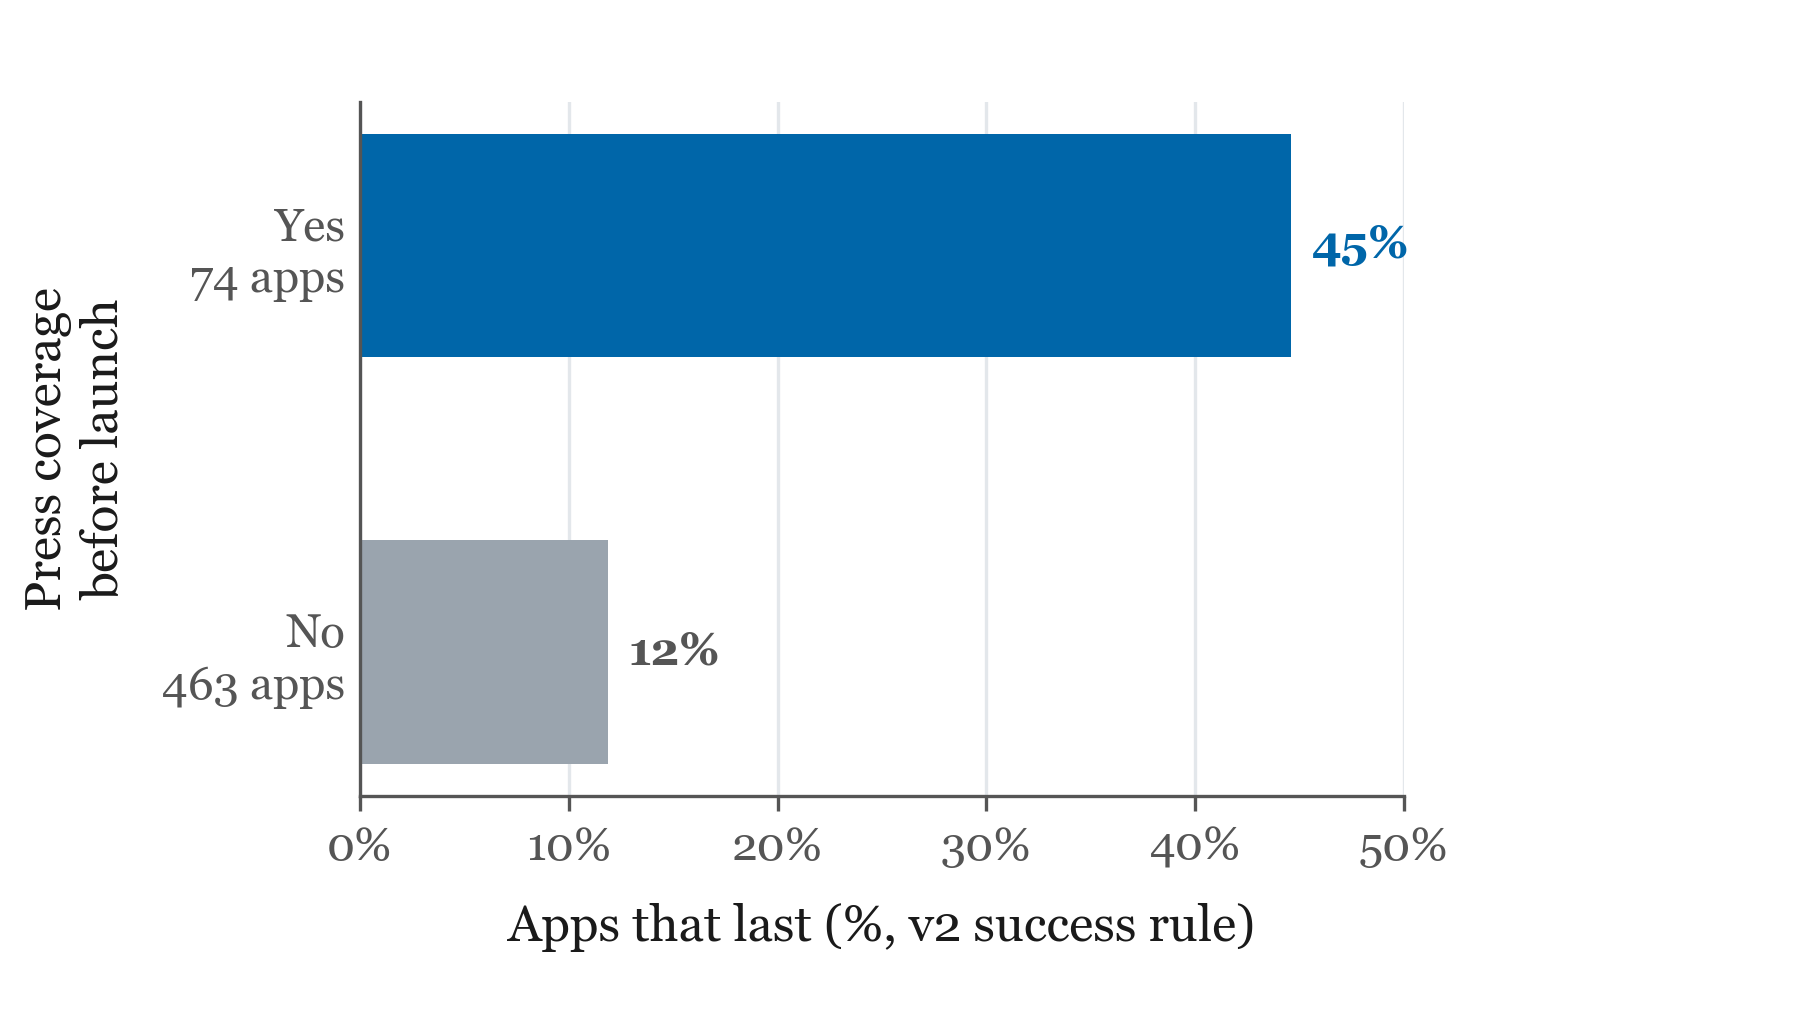 Press coverage
before launch
Yes
74 apps
45%
No
463 apps
12%
0% 10% 20% 30% 40% 50%
Apps that last (%, v2 success rule)